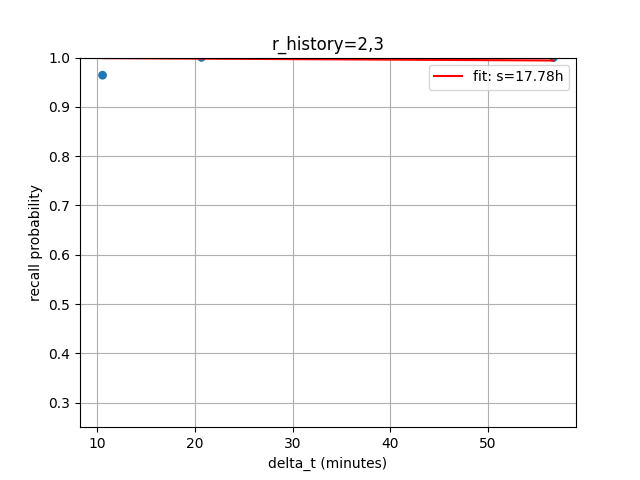 r_history=2,3
fit: s=17.78h
recall probability
1.0
0.9
0.8
0.7
0.6
0.5
0.4
0.3
10 20 30 40 50
delta_t (minutes)